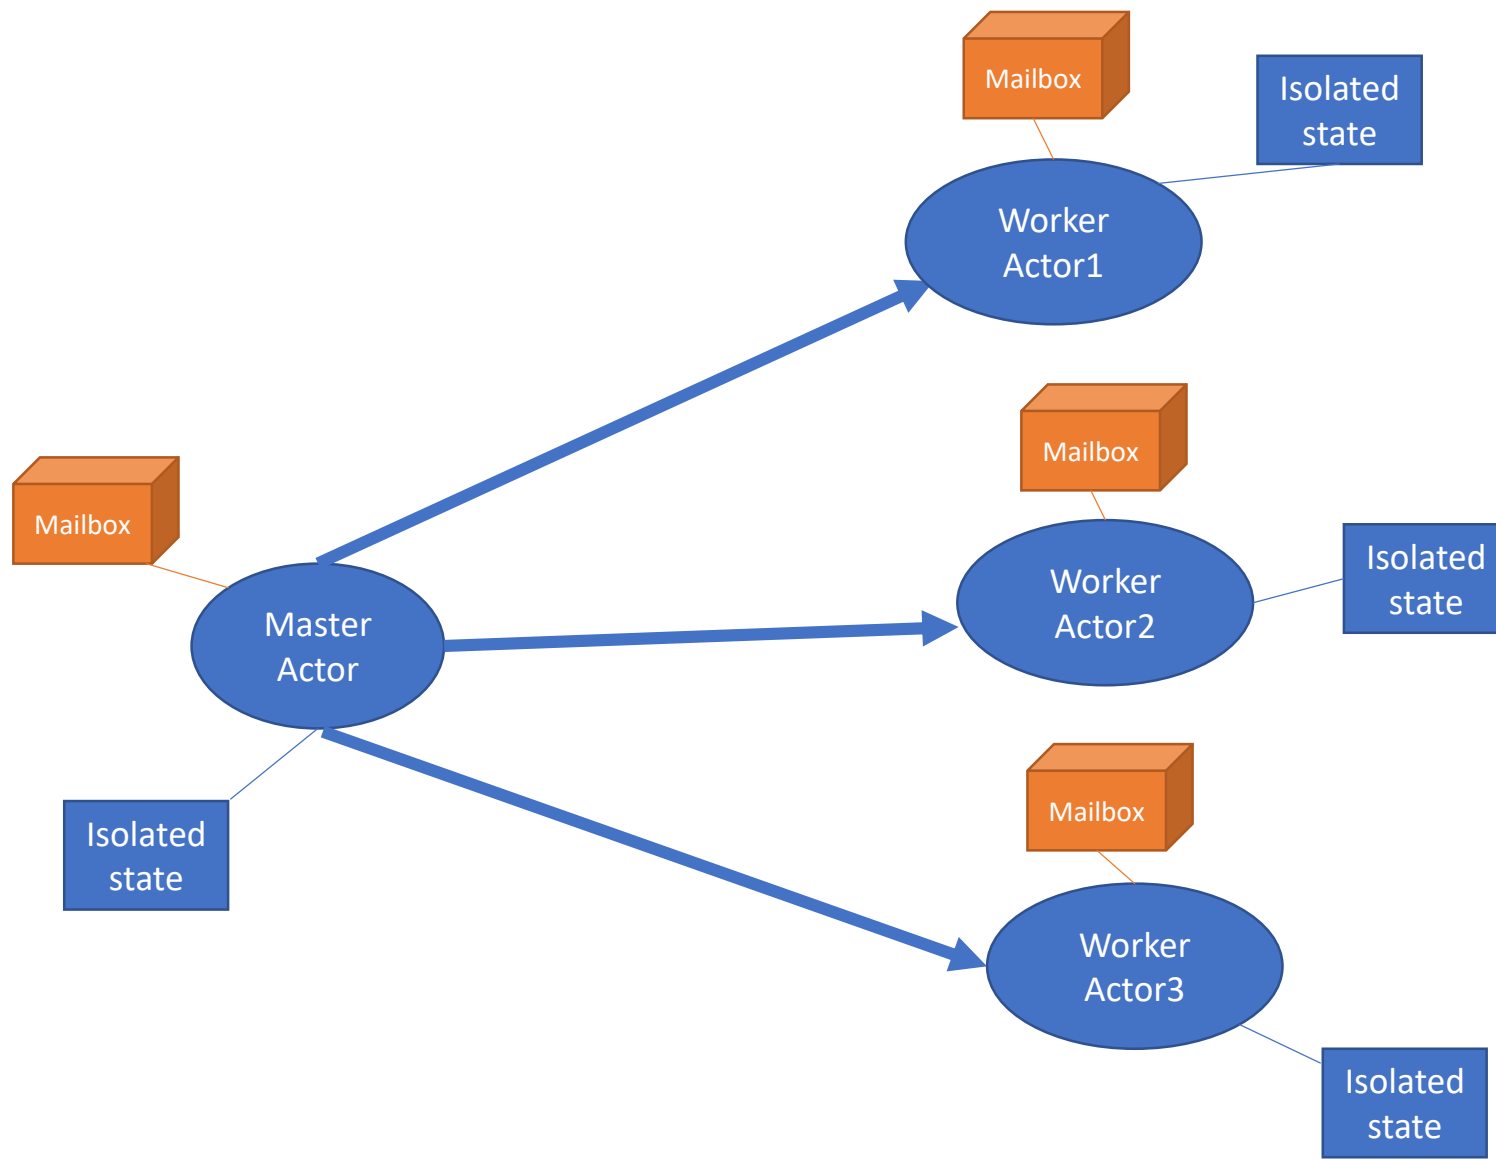 Mailbox
Isolated
state
Worker
Actor1
Mailbox
Mailbox
Isolated
state
Worker
Actor2
Master
Actor
Mailbox
Isolated
state
Worker
Actor3
Isolated
state